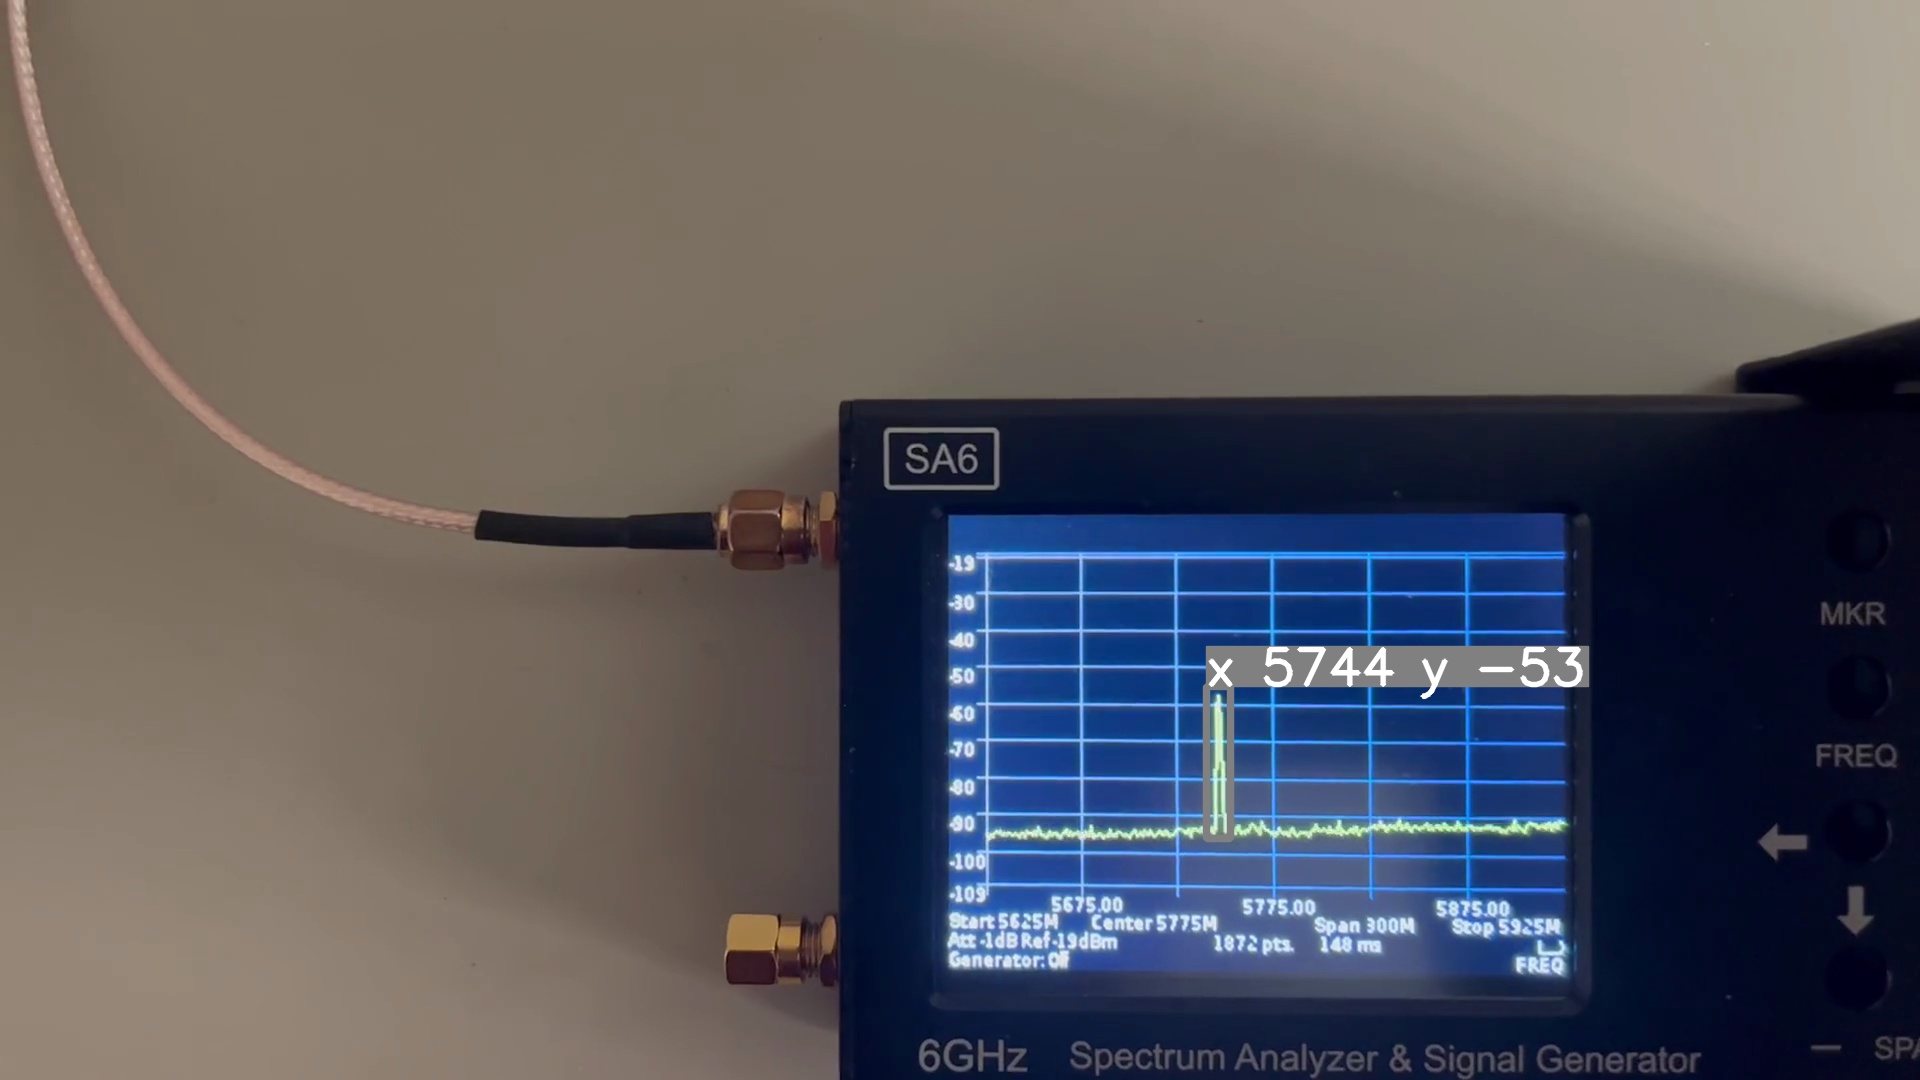 SA6
-19
-30
-40
-50
x 5744 y -53
-60
-70
-80
-90
-100
-109
5675.00 5775.00 5875.00
Start 5625M Center 5775M Span 300M Stop 5925M
Att -1dB Ref -19dBm 1872 pts. 148 ms
Generator: Off FREQ
MKR
FREQ
6GHz Spectrum Analyzer & Signal Generator